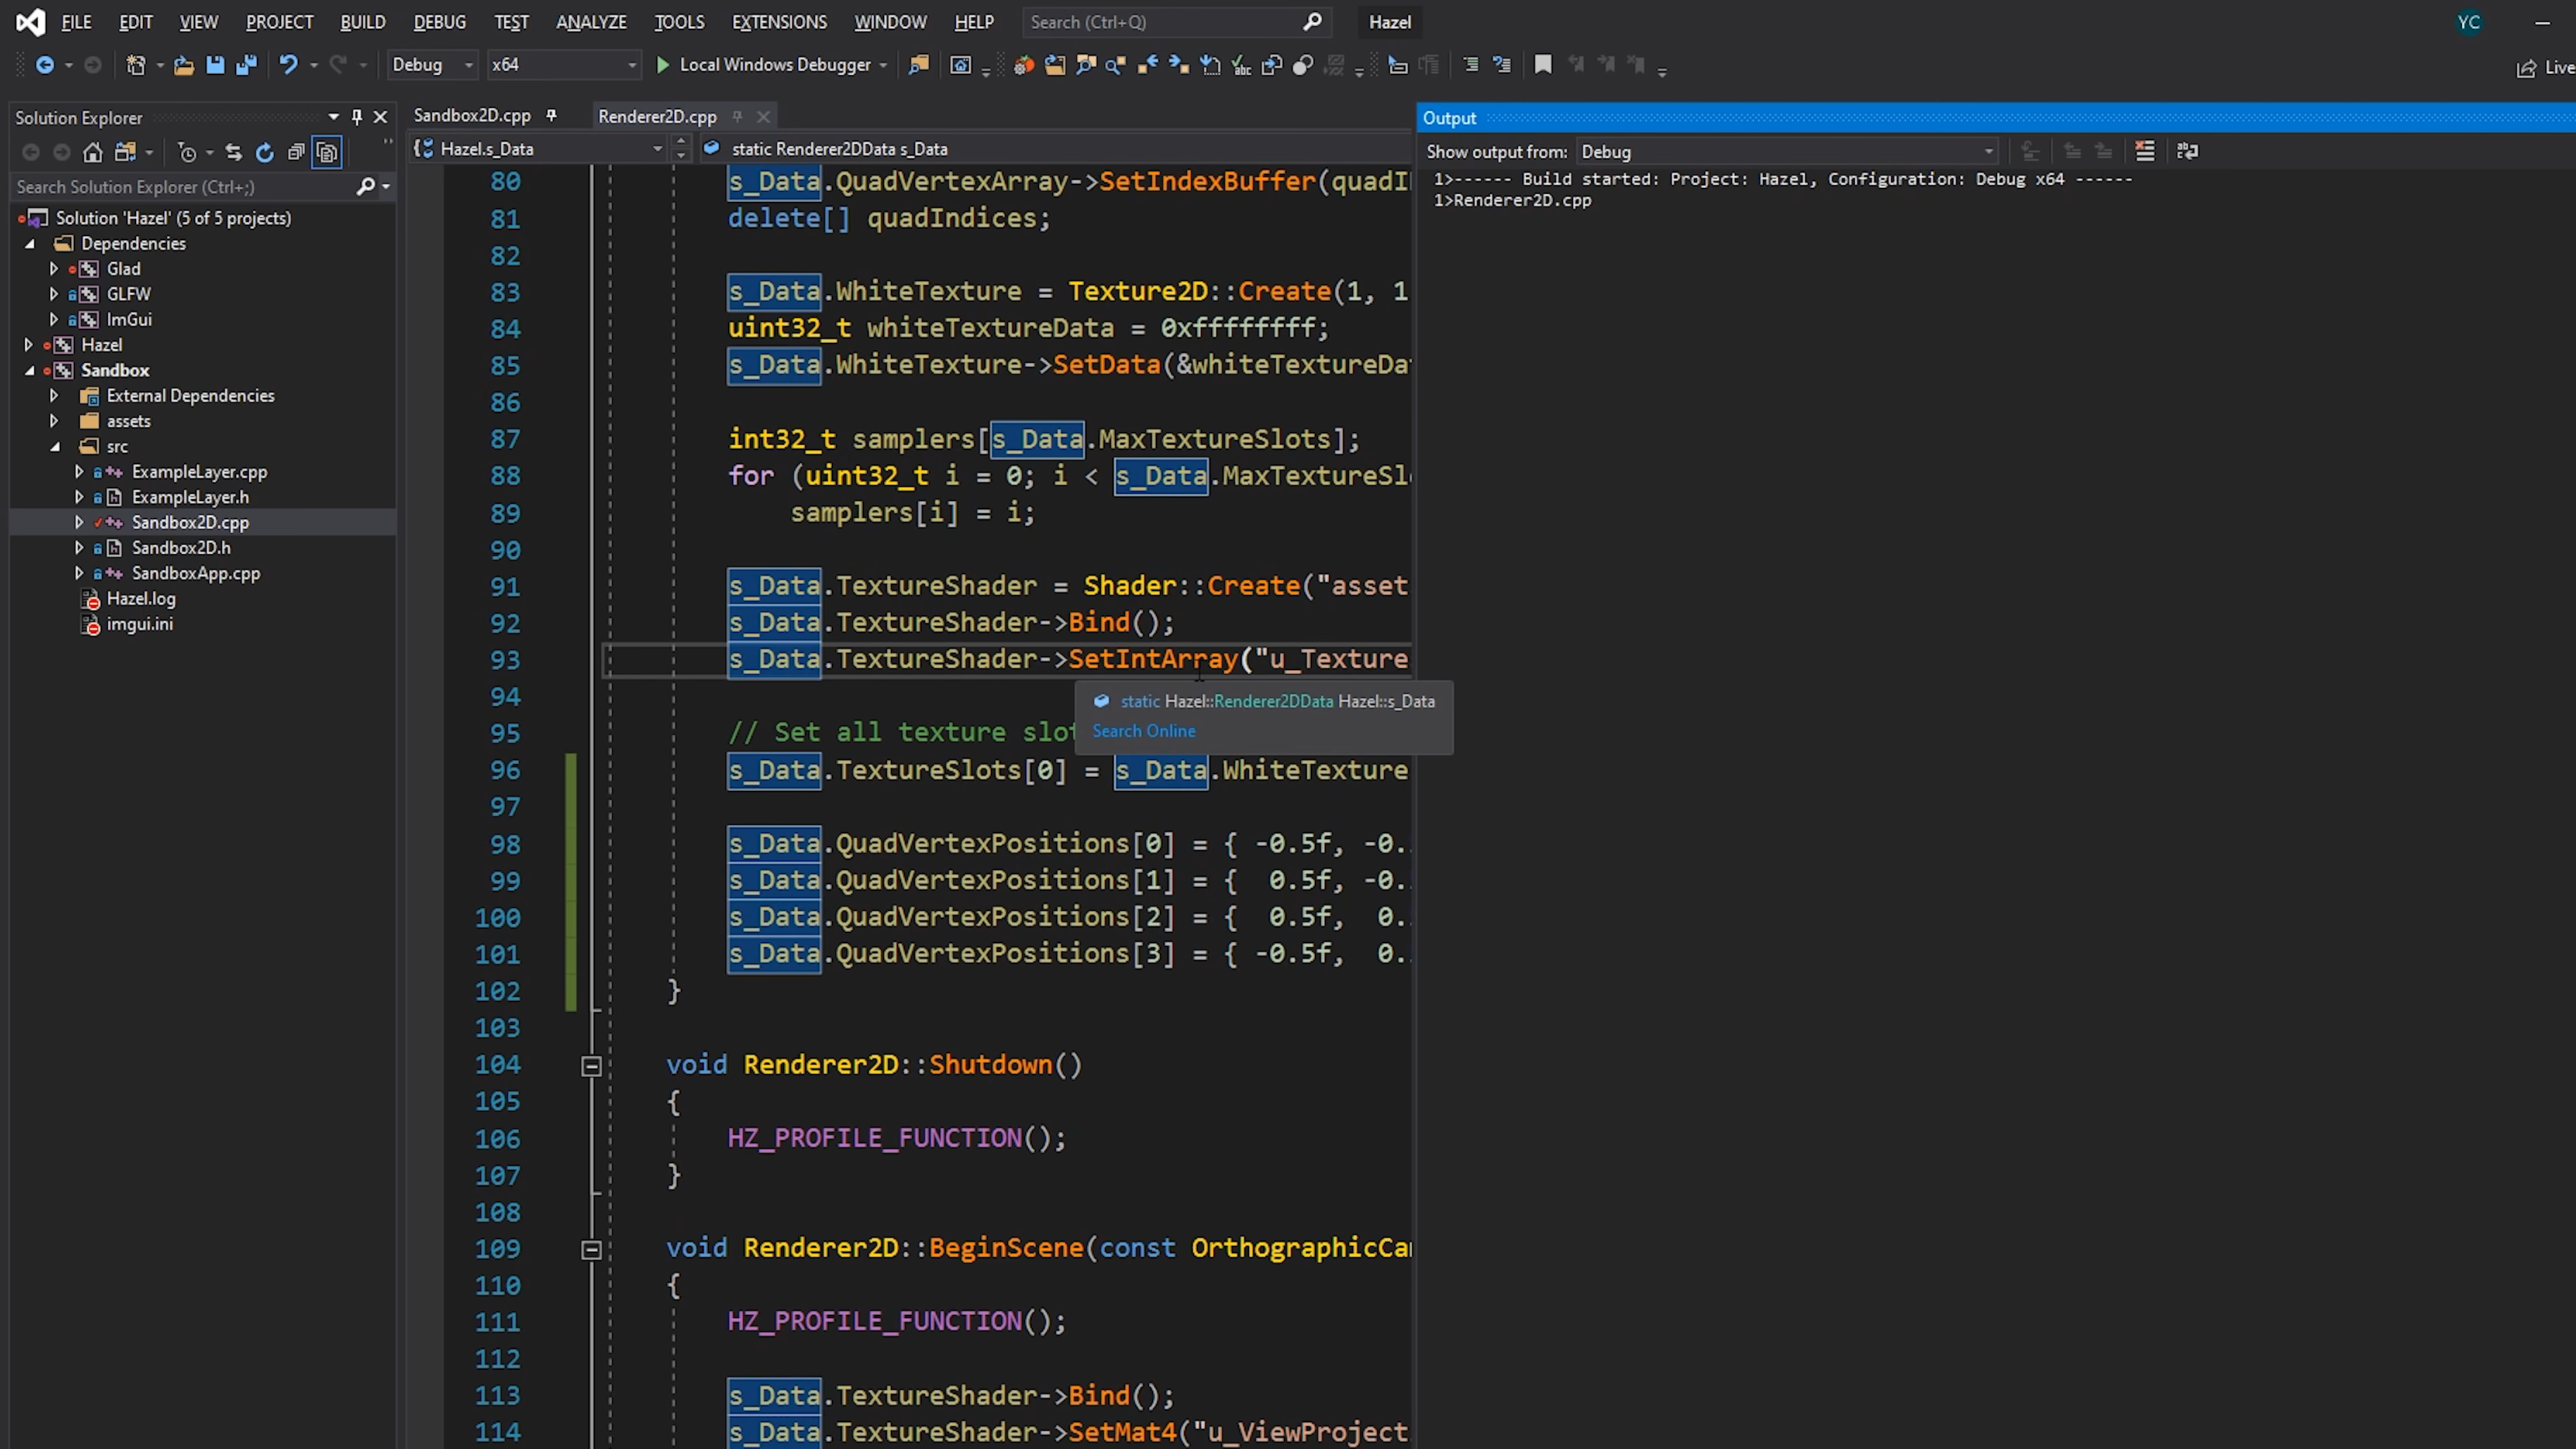 FILE EDIT VIEW PROJECT BUILD DEBUG TEST ANALYZE TOOLS EXTENSIONS WINDOW HELP Search (Ctrl+Q) Hazel YC
Debug x64 Local Windows Debugger Live
Solution Explorer
Search Solution Explorer (Ctrl+;)
Solution 'Hazel' (5 of 5 projects)
Dependencies
Glad
GLFW
ImGui
Hazel
Sandbox
External Dependencies
assets
src
ExampleLayer.cpp
ExampleLayer.h
Sandbox2D.cpp
Sandbox2D.h
SandboxApp.cpp
Hazel.log
imgui.ini
Sandbox2D.cpp Renderer2D.cpp
Hazel.s_Data static Renderer2DData s_Data
80 s_Data.QuadVertexArray->SetIndexBuffer(quadI
81 delete[] quadIndices;
82
83 s_Data.WhiteTexture = Texture2D::Create(1, 1
84 uint32_t whiteTextureData = 0xffffffff;
85 s_Data.WhiteTexture->SetData(&whiteTextureDa
86
87 int32_t samplers[s_Data.MaxTextureSlots];
88 for (uint32_t i = 0; i < s_Data.MaxTextureSl
89 samplers[i] = i;
90
91 s_Data.TextureShader = Shader::Create("asset
92 s_Data.TextureShader->Bind();
93 s_Data.TextureShader->SetIntArray("u_Texture
94
static Hazel::Renderer2DData Hazel::s_Data
Search Online
95 // Set all texture slot
96 s_Data.TextureSlots[0] = s_Data.WhiteTexture
97
98 s_Data.QuadVertexPositions[0] = { -0.5f, -0.
99 s_Data.QuadVertexPositions[1] = { 0.5f, -0.
100 s_Data.QuadVertexPositions[2] = { 0.5f, 0.
101 s_Data.QuadVertexPositions[3] = { -0.5f, 0.
102 }
103
104 void Renderer2D::Shutdown()
105 {
106 HZ_PROFILE_FUNCTION();
107 }
108
109 void Renderer2D::BeginScene(const OrthographicCa
110 {
111 HZ_PROFILE_FUNCTION();
112
113 s_Data.TextureShader->Bind();
114 s_Data.TextureShader->SetMat4("u_ViewProject
Output
Show output from: Debug
1>------ Build started: Project: Hazel, Configuration: Debug x64 ------
1>Renderer2D.cpp